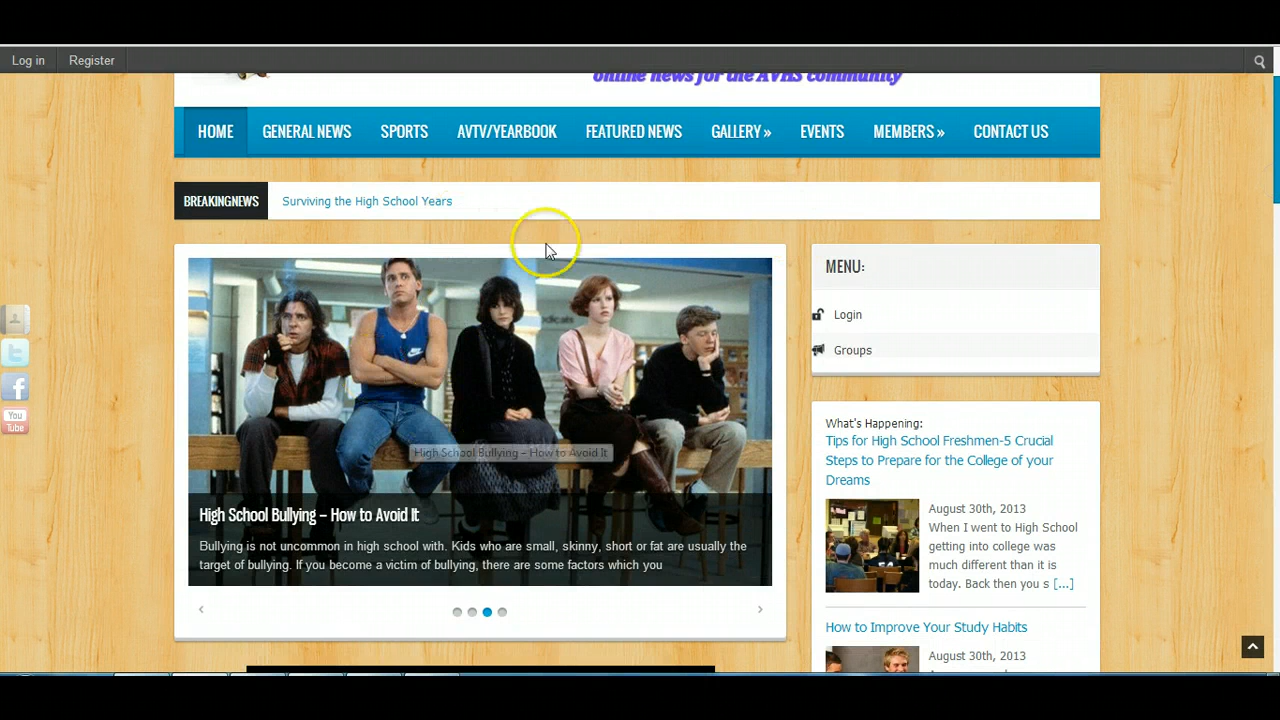 Log in
Register
online news for the AVHS community
HOME
GENERAL NEWS
SPORTS
AVTV/YEARBOOK
FEATURED NEWS
GALLERY »
EVENTS
MEMBERS »
CONTACT US
BREAKINGNEWS
Surviving the High School Years
High School Bullying – How to Avoid It
High School Bullying – How to Avoid It
Bullying is not uncommon in high school with. Kids who are small, skinny, short or fat are usually the
target of bullying. If you become a victim of bullying, there are some factors which you
MENU:
Login
Groups
What's Happening:
Tips for High School Freshmen-5 Crucial
Steps to Prepare for the College of your
Dreams
August 30th, 2013
When I went to High School
getting into college was
much different than it is
today. Back then you s [...]
How to Improve Your Study Habits
August 30th, 2013
You
Tube